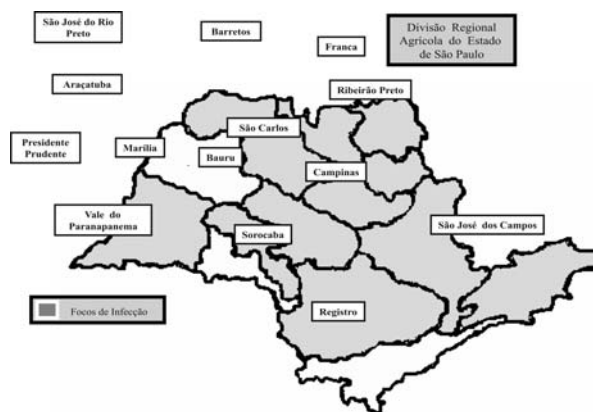 São José do Rio
Preto
Barretos
Franca
Divisão Regional
Agrícola do Estado
de São Paulo
Araçatuba
Ribeirão Preto
São Carlos
Presidente
Prudente
Marília
Bauru
Campinas
Vale do
Paranapanema
São José dos Campos
Sorocaba
Focos de Infecção
Registro